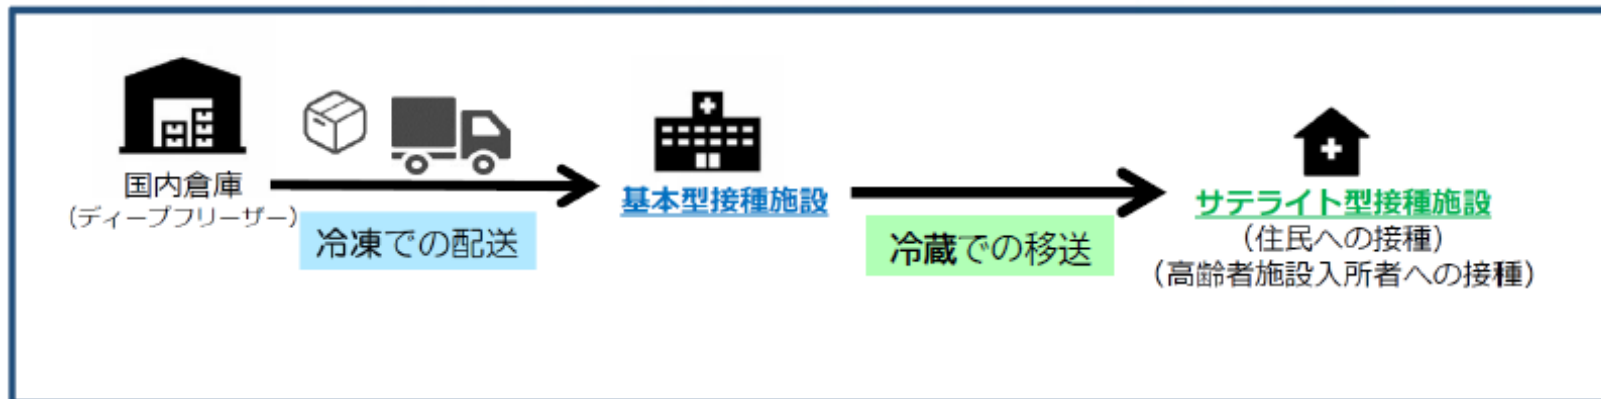 国内倉庫
（ディープフリーザー）
冷凍での配送
基本型接種施設
冷蔵での移送
サテライト型接種施設
（住民への接種）
（高齢者施設入所者への接種）